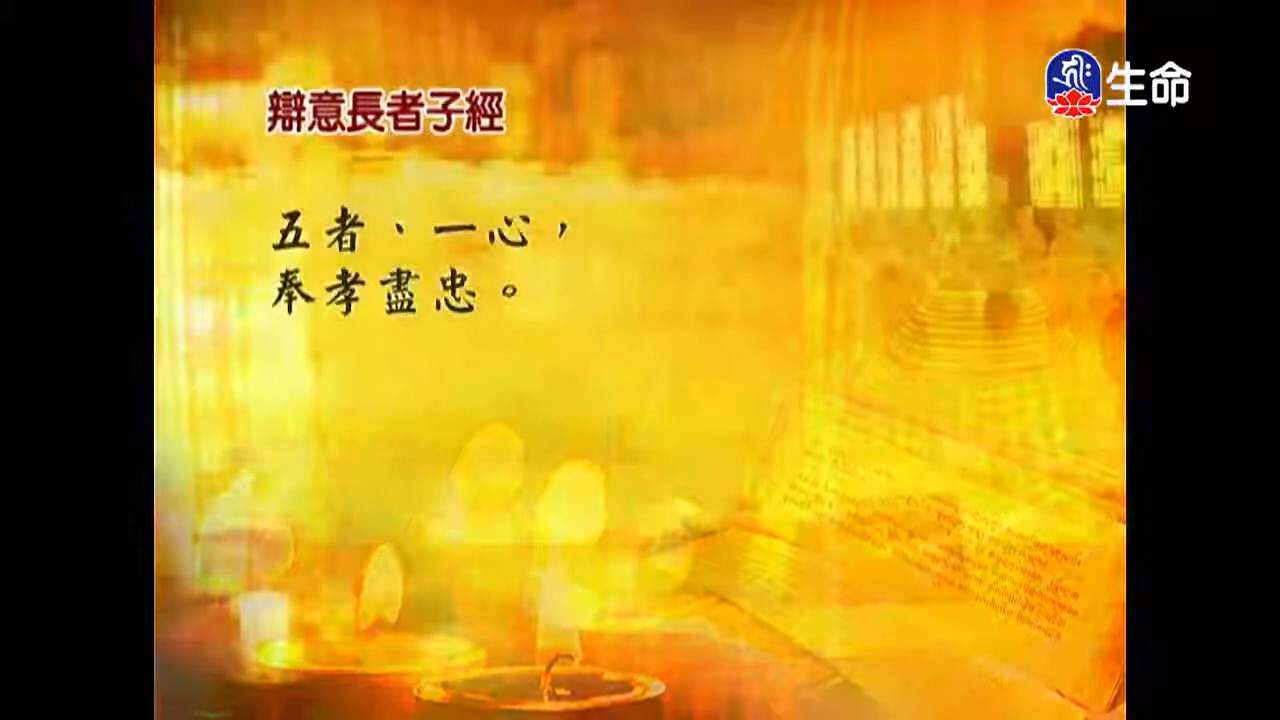 辯意長者子經
生命
五者、一心，
奉孝盡忠。